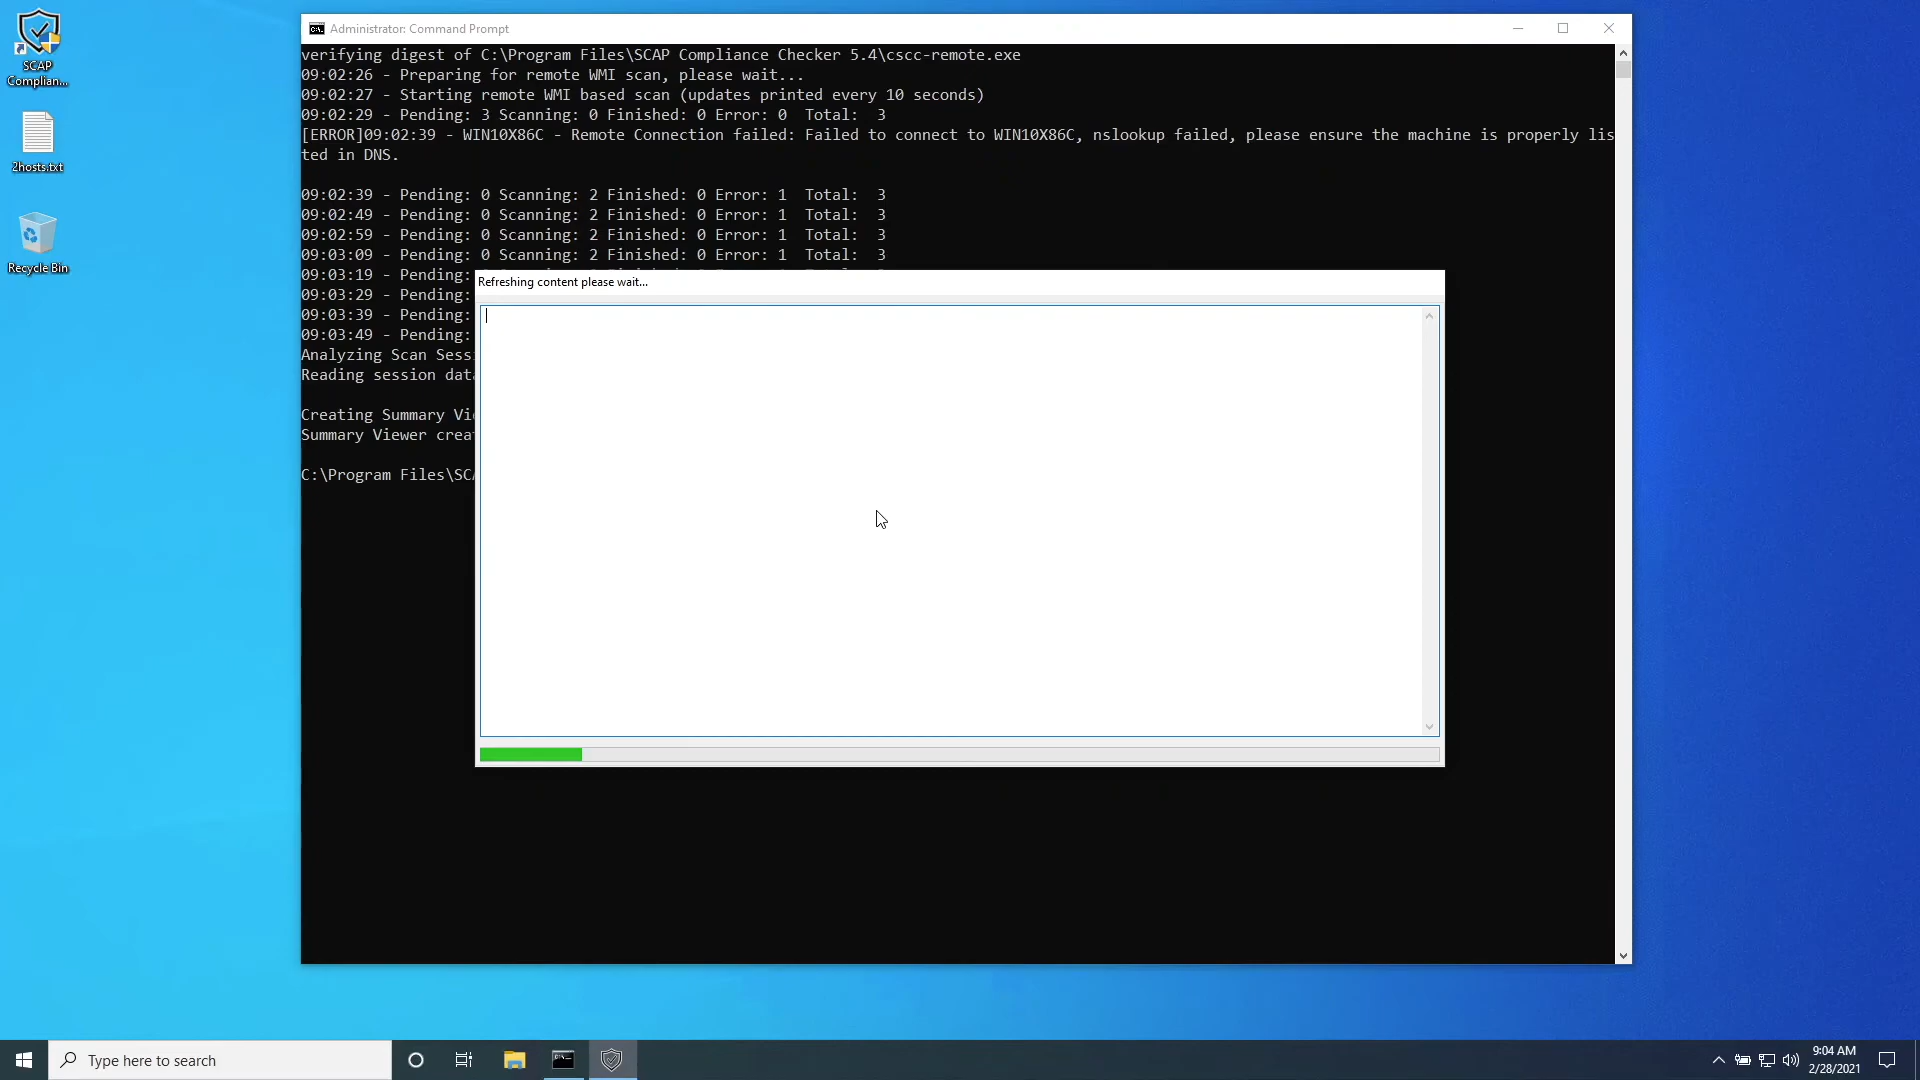 Administrator: Command Prompt
SCAP
Complian...
2hosts.txt
Recycle Bin
verifying digest of C:\Program Files\SCAP Compliance Checker 5.4\cscc-remote.exe
09:02:26 - Preparing for remote WMI scan, please wait...
09:02:27 - Starting remote WMI based scan (updates printed every 10 seconds)
09:02:29 - Pending: 3 Scanning: 0 Finished: 0 Error: 0  Total:  3
[ERROR]09:02:39 - WIN10X86C - Remote Connection failed: Failed to connect to WIN10X86C, nslookup failed, please ensure the machine is properly lis
ted in DNS.
09:02:39 - Pending: 0 Scanning: 2 Finished: 0 Error: 1  Total:  3
09:02:49 - Pending: 0 Scanning: 2 Finished: 0 Error: 1  Total:  3
09:02:59 - Pending: 0 Scanning: 2 Finished: 0 Error: 1  Total:  3
09:03:09 - Pending: 0 Scanning: 2 Finished: 0 Error: 1  Total:  3
09:03:19 - Pending:
09:03:29 - Pending:
09:03:39 - Pending:
09:03:49 - Pending:
Analyzing Scan Sess
Reading session dat
Creating Summary Vi
Summary Viewer crea
C:\Program Files\SC
Refreshing content please wait...
Type here to search
9:04 AM
2/28/2021